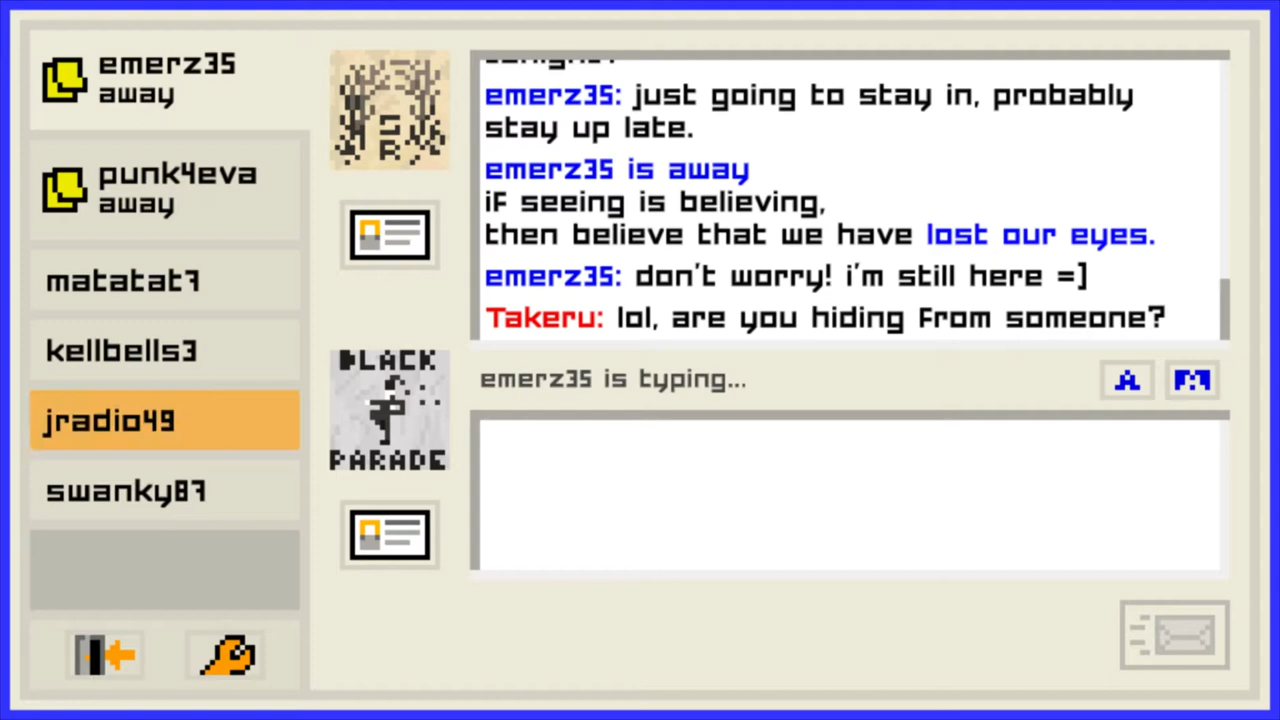 emerz35
away
punk4eva
away
matatat7
kellbells3
jradio49
swanky87
S
R
BLACK
PARADE
emerz35: just going to stay in, probably
stay up late.
emerz35 is away
if seeing is believing,
then believe that we have lost our eyes.
emerz35: don't worry! i'm still here =]
Takeru: lol, are you hiding from someone?
emerz35 is typing...
A